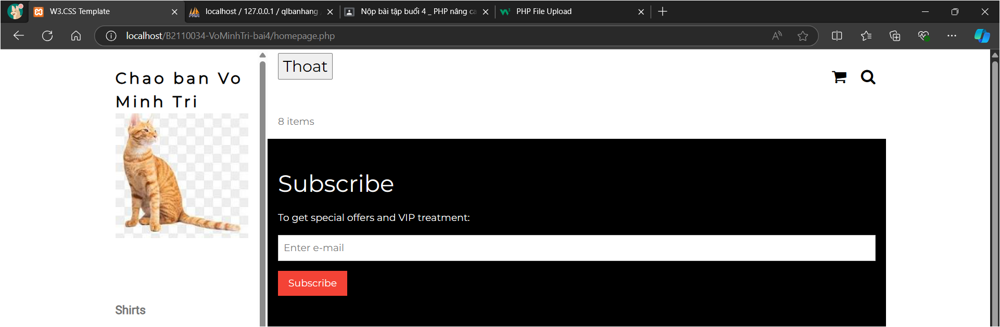 W3.CSS Template
localhost / 127.0.0.1 / qlbanhang
Nộp bài tập buổi 4 _ PHP nâng ca
PHP File Upload
localhost/B2110034-VoMinhTri-bai4/homepage.php
Chao ban Vo
Minh Tri
Thoat
8 items
Subscribe
To get special offers and VIP treatment:
Enter e-mail
Subscribe
Shirts